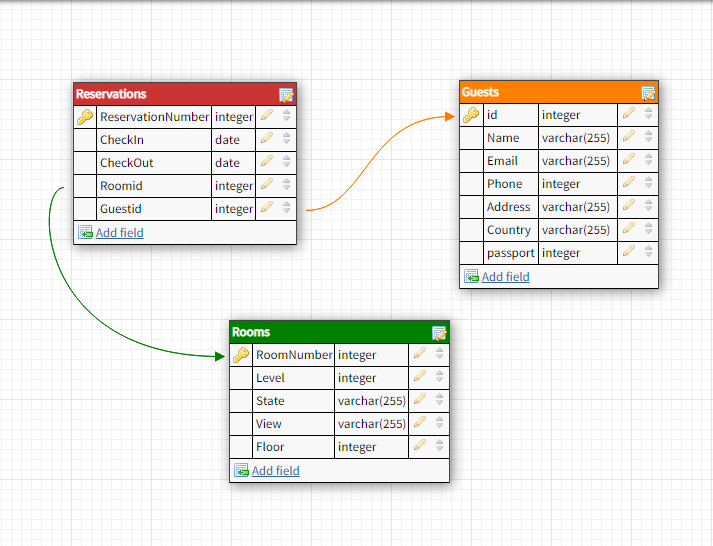 Reservations
ReservationNumber integer
CheckIn date
CheckOut date
Roomid integer
Guestid integer
Add field
Guests
id integer
Name varchar(255)
Email varchar(255)
Phone integer
Address varchar(255)
Country varchar(255)
passport integer
Add field
Rooms
RoomNumber integer
Level integer
State varchar(255)
View varchar(255)
Floor integer
Add field